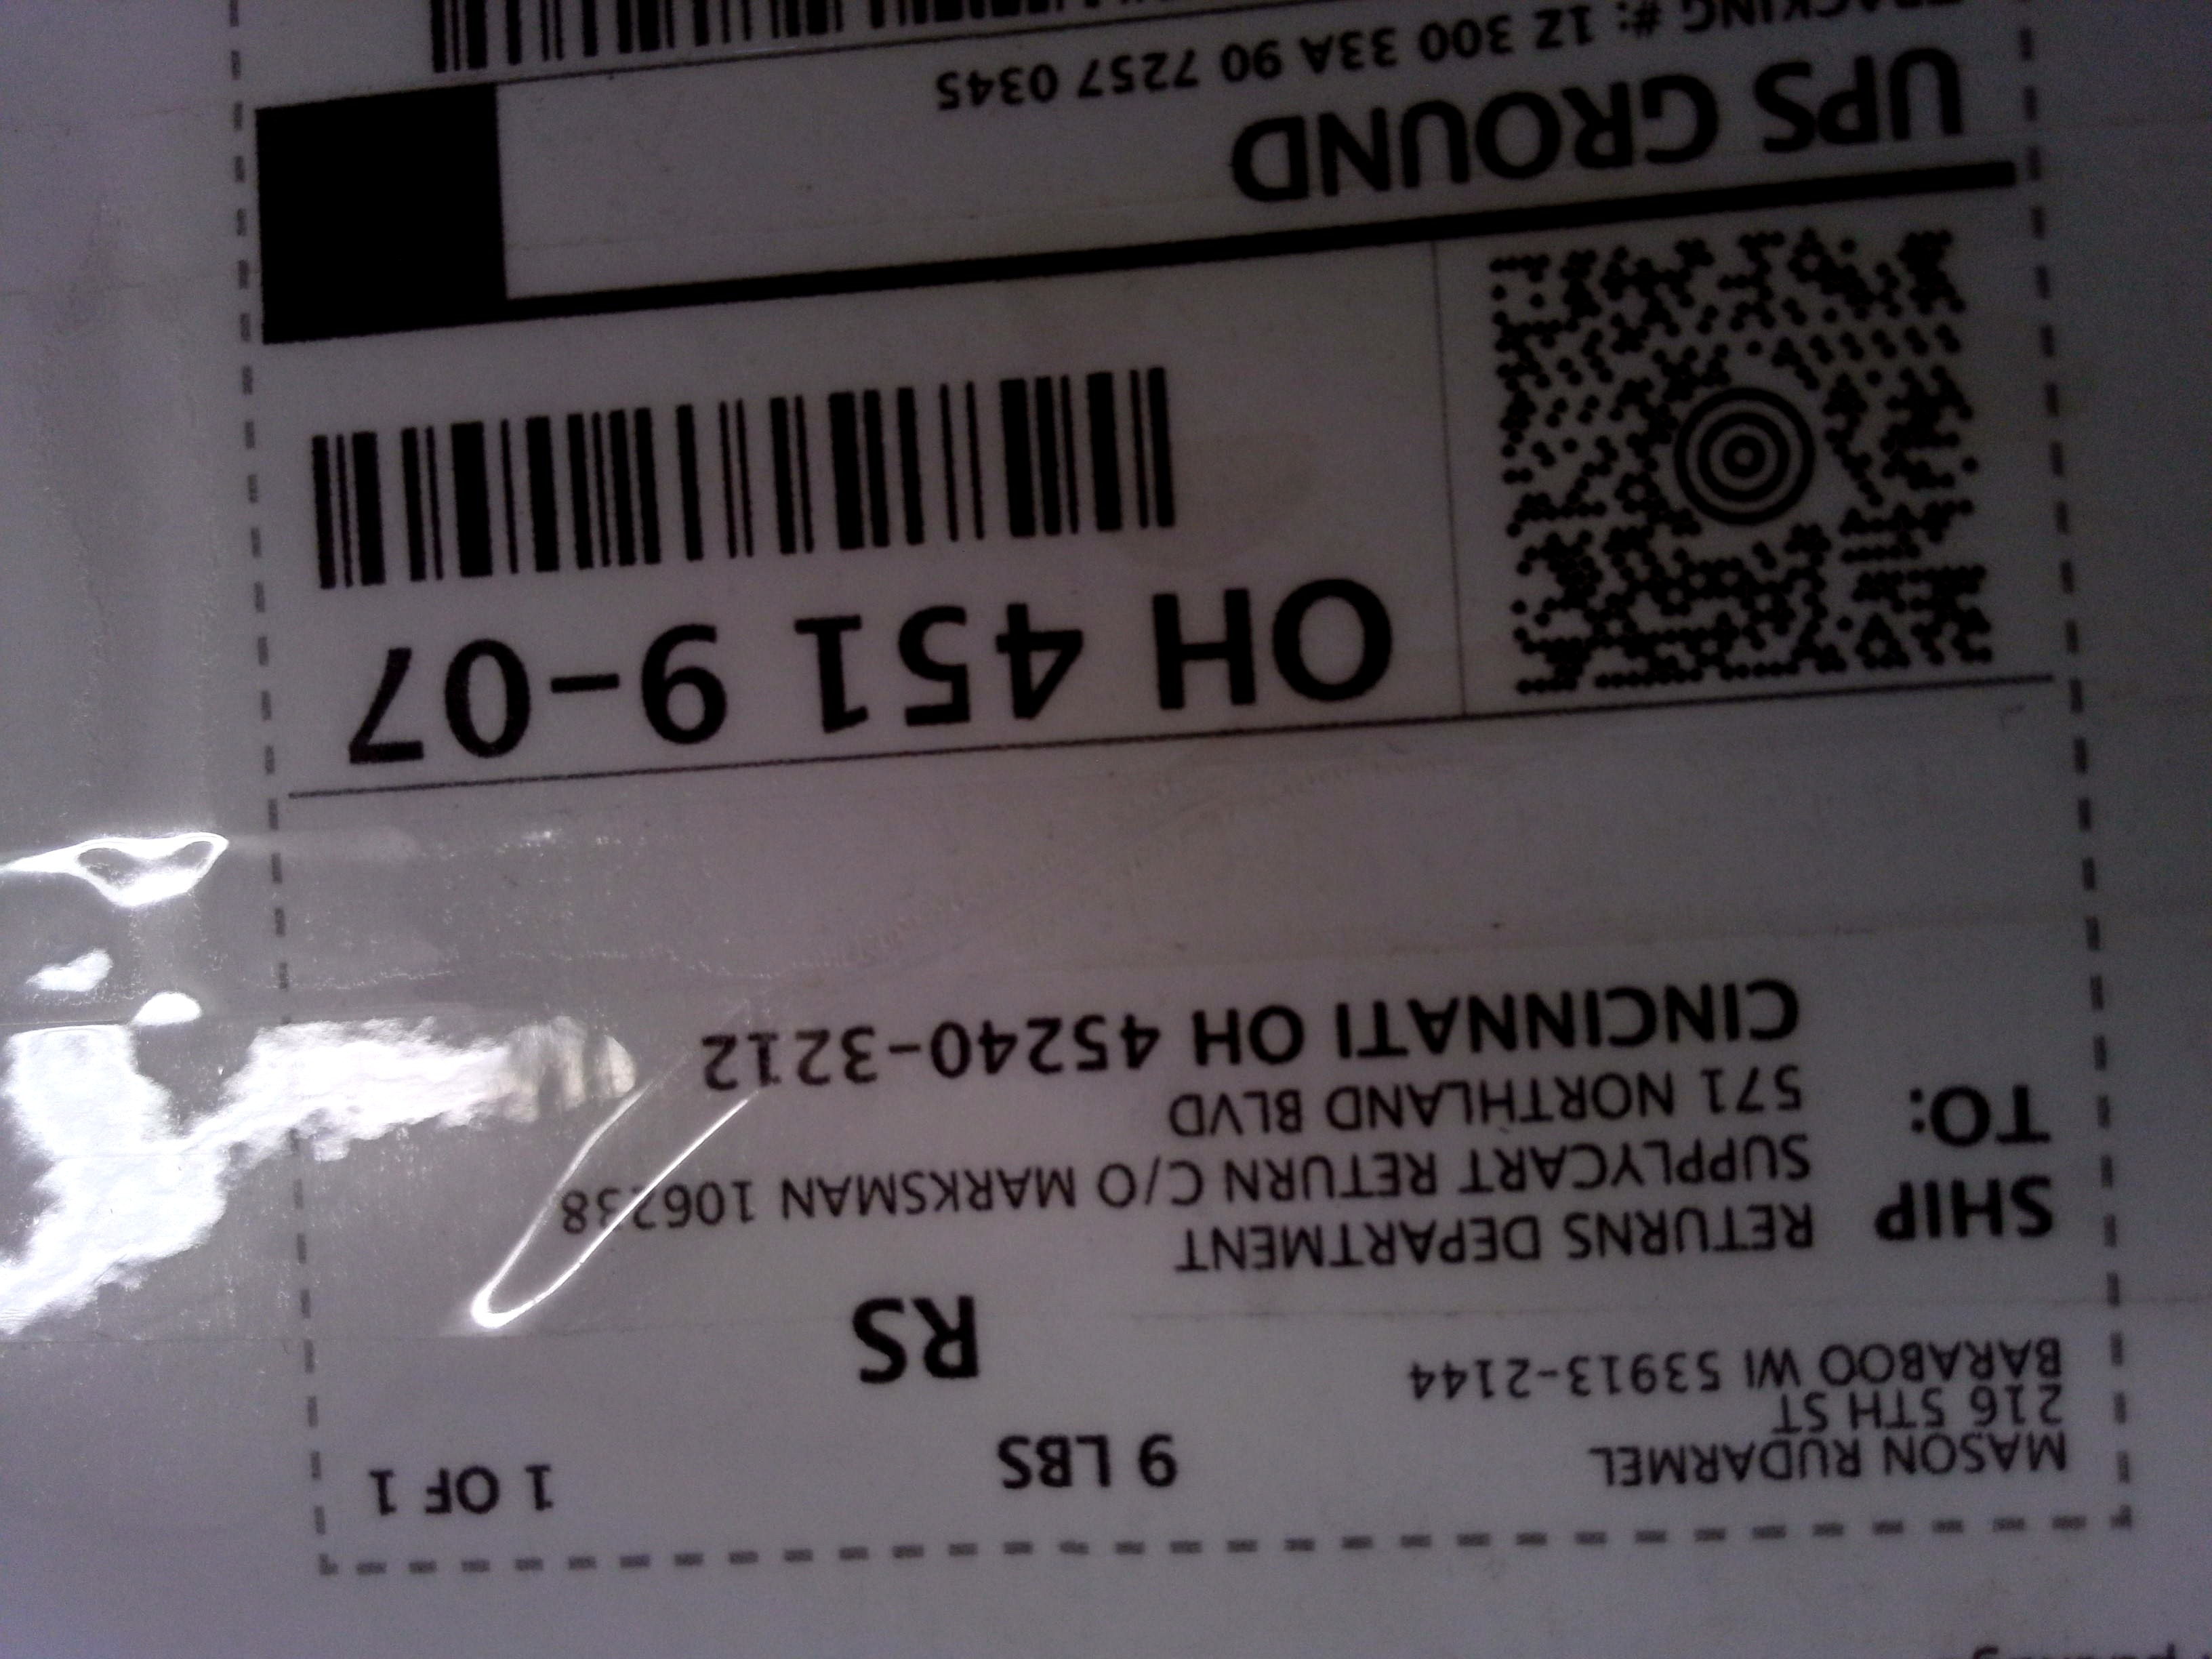 MASON RUDARMEL
216 5TH ST
BARABOO WI 53913-2144
9 LBS
1 OF 1
RS
SHIP TO:
RETURNS DEPARTMENT
SUPPLYCART RETURN C/O MARKSMAN
571 NORTHLAND BLVD
CINCINNATI OH 45240-3212
OH 451 9-07
UPS GROUND
TRACKING #: 1Z 300 33A 90 7257 0345